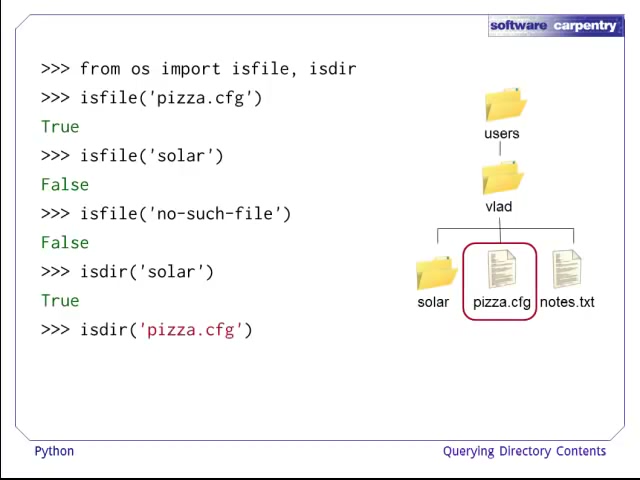 software carpentry
>>> from os import isfile, isdir
>>> isfile('pizza.cfg')
True
>>> isfile('solar')
False
>>> isfile('no-such-file')
False
>>> isdir('solar')
True
>>> isdir('pizza.cfg')
users
vlad
solar pizza.cfg notes.txt
Python Querying Directory Contents